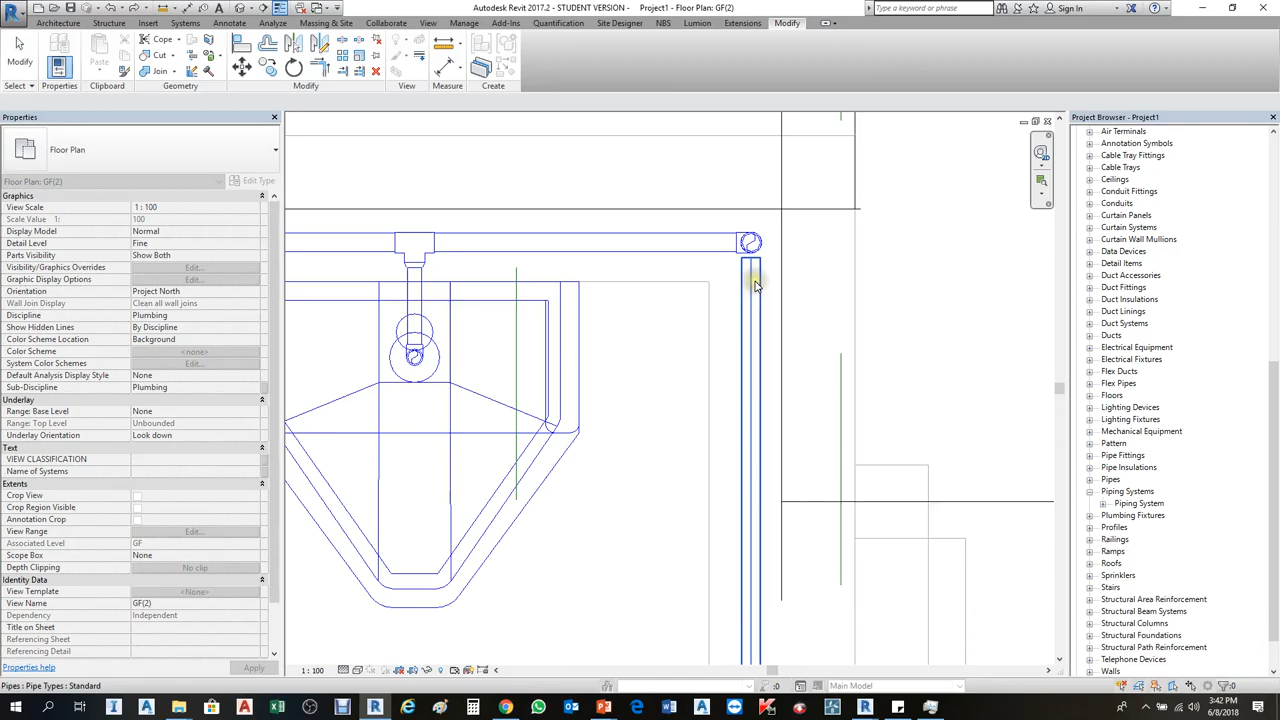 Autodesk Revit 2017.2 - STUDENT VERSION - Project1 - Floor Plan: GF(2)
Type a keyword or phrase
Sign In
Architecture Structure Insert Systems Annotate Analyze Massing & Site Collaborate View Manage Add-Ins Quantification Site Designer NBS Lumion Extensions Modify
Modify
Paste
Cope
Cut
Join
Select Properties Clipboard Geometry Modify View Measure Create
Properties
Floor Plan
Floor Plan: GF(2) Edit Type
Graphics
View Scale 1 : 100
Scale Value 1: 100
Display Model Normal
Detail Level Fine
Parts Visibility Show Both
Visibility/Graphics Overrides Edit...
Graphic Display Options Edit...
Orientation Project North
Wall Join Display Clean all wall joins
Discipline Plumbing
Show Hidden Lines By Discipline
Color Scheme Location Background
Color Scheme <none>
System Color Schemes Edit...
Default Analysis Display Style None
Sub-Discipline Plumbing
Underlay
Range: Base Level None
Range: Top Level Unbounded
Underlay Orientation Look down
Text
VIEW CLASSIFICATION
Name of Systems
Extents
Crop View
Crop Region Visible
Annotation Crop
View Range Edit...
Associated Level GF
Scope Box None
Depth Clipping No clip
Identity Data
View Template <None>
View Name GF(2)
Dependency Independent
Title on Sheet
Referencing Sheet
Referencing Detail
Properties help Apply
1 : 100
Project Browser - Project1
Air Terminals
Annotation Symbols
Cable Tray Fittings
Cable Trays
Ceilings
Conduit Fittings
Conduits
Curtain Panels
Curtain Systems
Curtain Wall Mullions
Data Devices
Detail Items
Duct Accessories
Duct Fittings
Duct Insulations
Duct Linings
Duct Systems
Ducts
Electrical Equipment
Electrical Fixtures
Flex Ducts
Flex Pipes
Floors
Lighting Devices
Lighting Fixtures
Mechanical Equipment
Pattern
Pipe Fittings
Pipe Insulations
Pipes
Piping Systems
Piping System
Plumbing Fixtures
Profiles
Railings
Ramps
Roofs
Sprinklers
Stairs
Structural Area Reinforcement
Structural Beam Systems
Structural Columns
Structural Foundations
Structural Path Reinforcement
Telephone Devices
Walls
Pipes : Pipe Types : Standard
:0
Main Model
:0
3:42 PM
6/8/2018